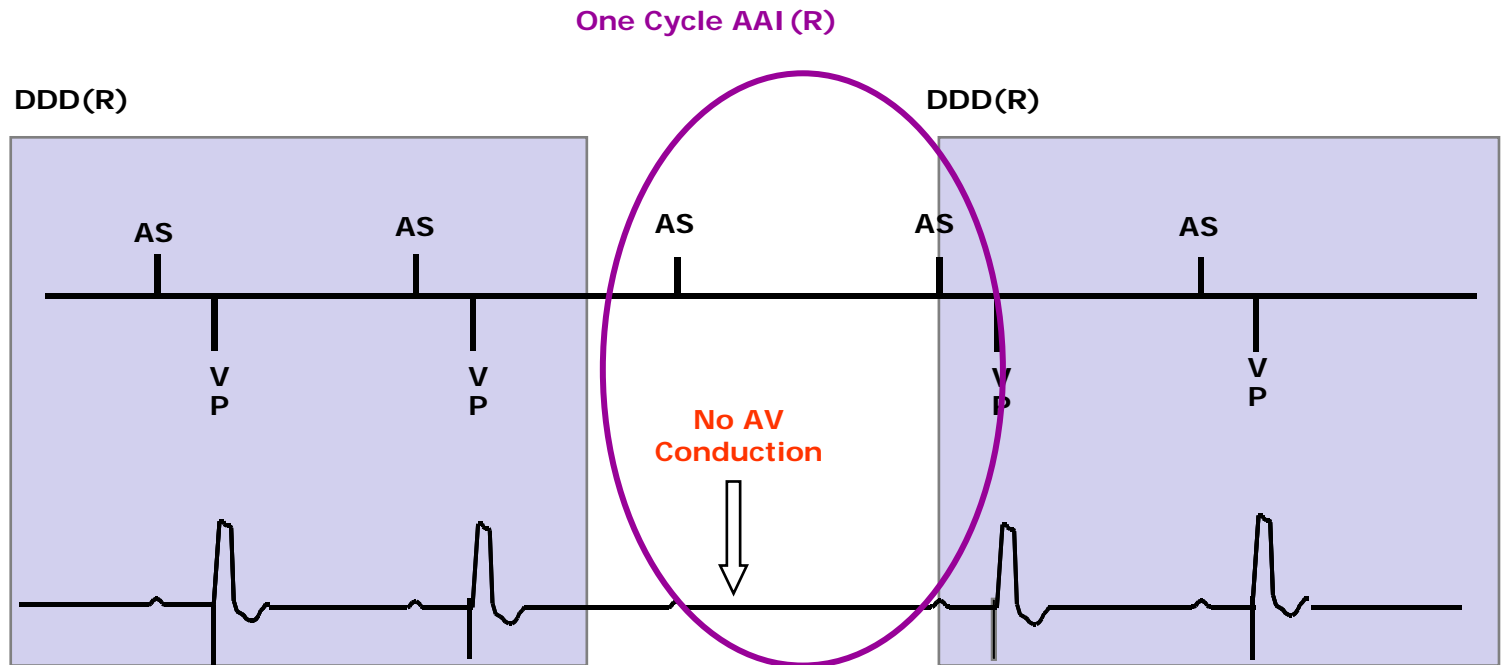 One Cycle AAI(R)
DDD(R)
DDD(R)
AS
AS
AS
AS
AS
V
P
V
P
V
P
V
P
No AV
Conduction